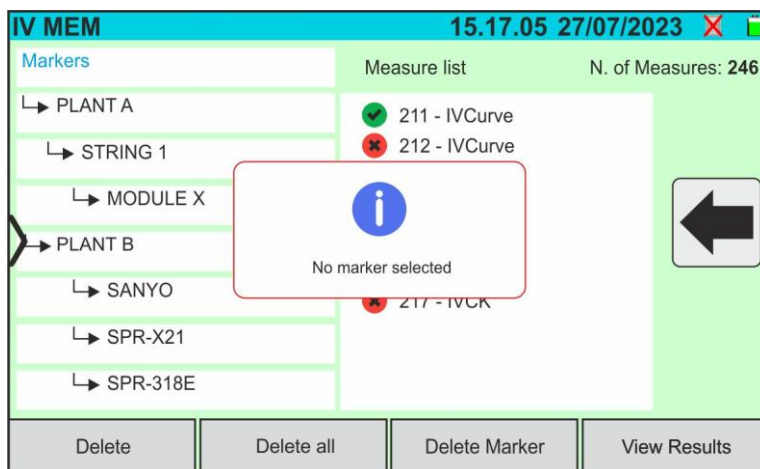 IV MEM 15.17.05 27/07/2023
Markers
Measure list N. of Measures: 246
PLANT A
STRING 1
MODULE X
PLANT B
SANYO
SPR-X21
SPR-318E
211 - IVCurve
212 - IVCurve
i
No marker selected
217 - IVCK
Delete
Delete all
Delete Marker
View Results